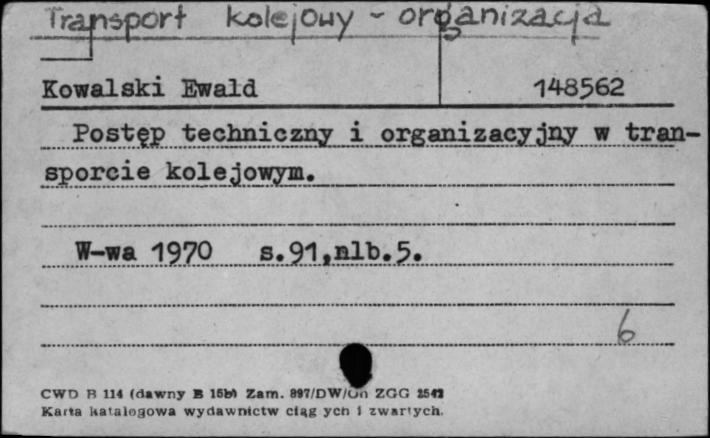 Transport kolejowy - organizacja
Kowalski Ewald 148562
Postęp techniczny i organizacyjny w tran-
sporcie kolejowym.
W-wa 1970 s.91,nlb.5.
6
CWD B 114 (dawny B 15b) Zam. 897/DW/On ZGG
Karta katalogowa wydawnictw ciąg ych i zwartych.